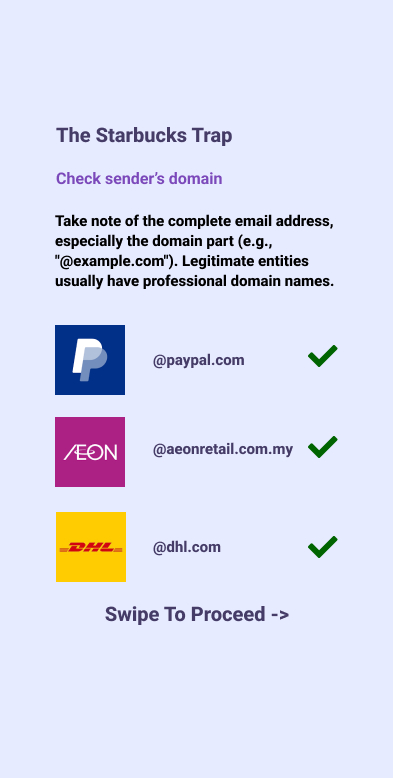 The Starbucks Trap
Check sender’s domain
Take note of the complete email address,
especially the domain part (e.g.,
"@example.com"). Legitimate entities
usually have professional domain names.
@paypal.com
ÆON
@aeonretail.com.my
DHL
@dhl.com
Swipe To Proceed ->